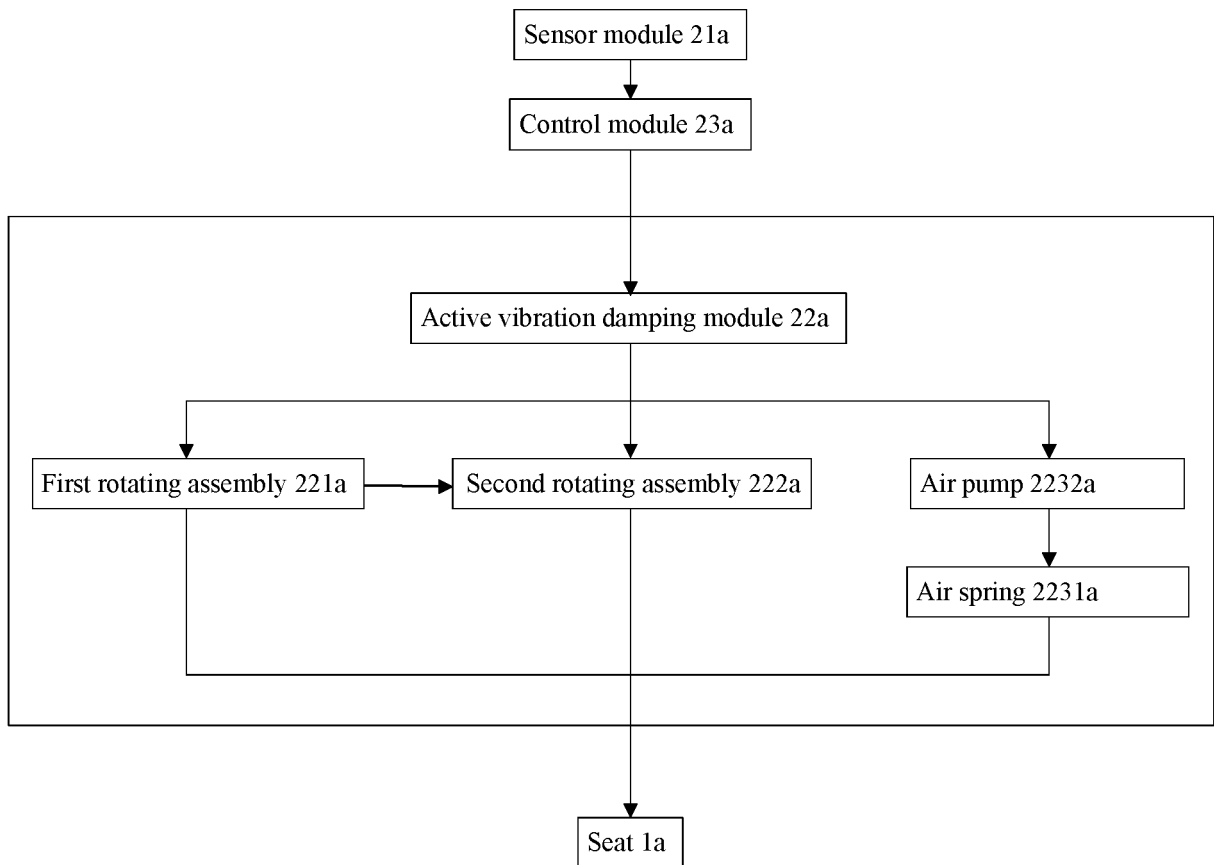 Sensor module 21a
Control module 23a
Active vibration damping module 22a
First rotating assembly 221a
Second rotating assembly 222a
Air pump 2232a
Air spring 2231a
Seat 1a